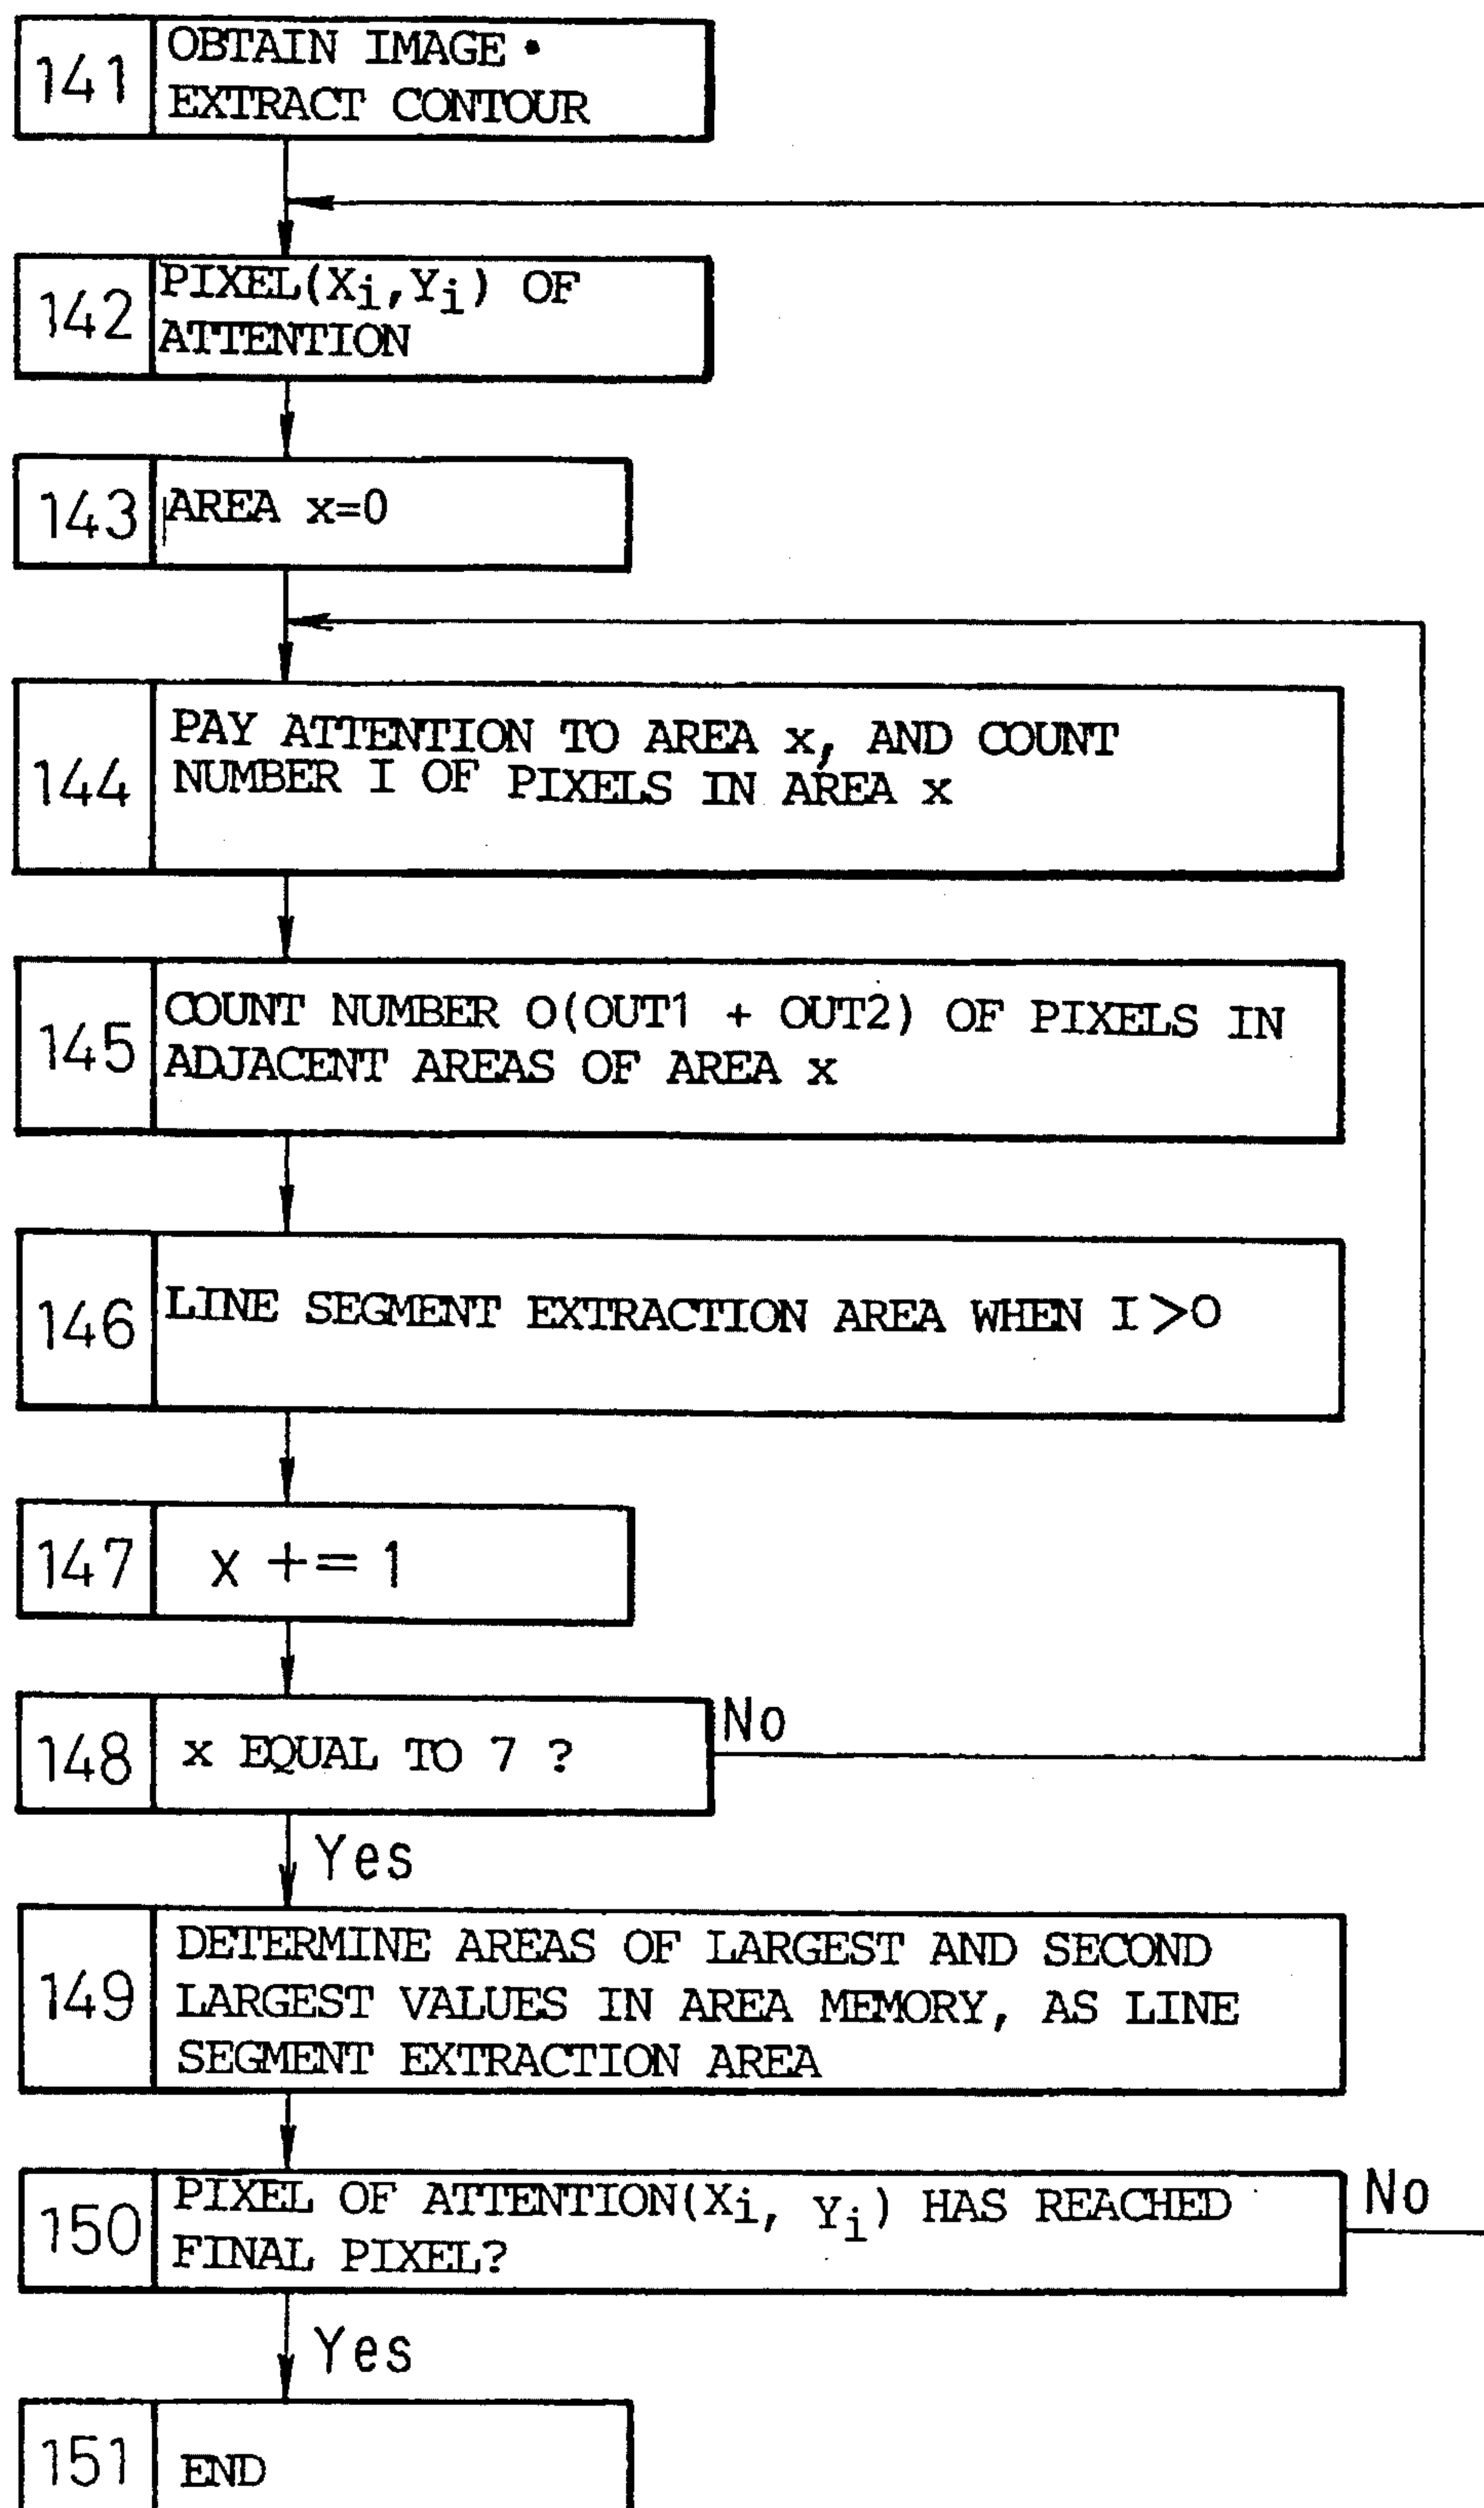 141
OBTAIN IMAGE •
EXTRACT CONTOUR
142
PIXEL(Xi,Yi) OF
ATTENTION
143
AREA x=0
144
PAY ATTENTION TO AREA x, AND COUNT
NUMBER I OF PIXELS IN AREA x
145
COUNT NUMBER O(OUT1 + OUT2) OF PIXELS IN
ADJACENT AREAS OF AREA x
146
LINE SEGMENT EXTRACTION AREA WHEN I>O
147
x += 1
148
x EQUAL TO 7 ?
No
Yes
149
DETERMINE AREAS OF LARGEST AND SECOND
LARGEST VALUES IN AREA MEMORY, AS LINE
SEGMENT EXTRACTION AREA
150
PIXEL OF ATTENTION(Xi, Yi) HAS REACHED
FINAL PIXEL?
No
Yes
151
END